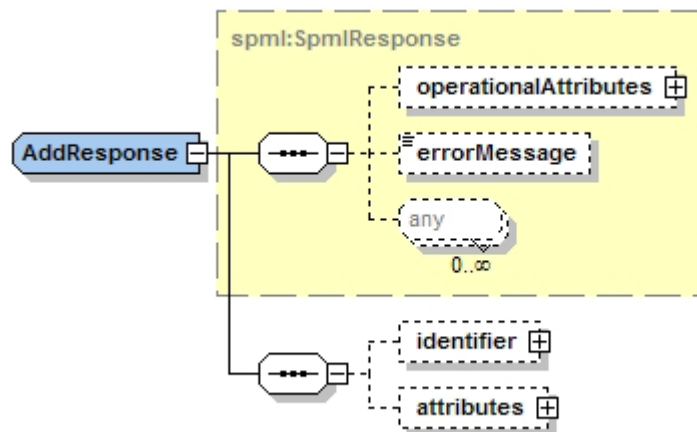 spml:SpmlResponse
operationalAttributes
AddResponse
errorMessage
any
0..∞
identifier
attributes